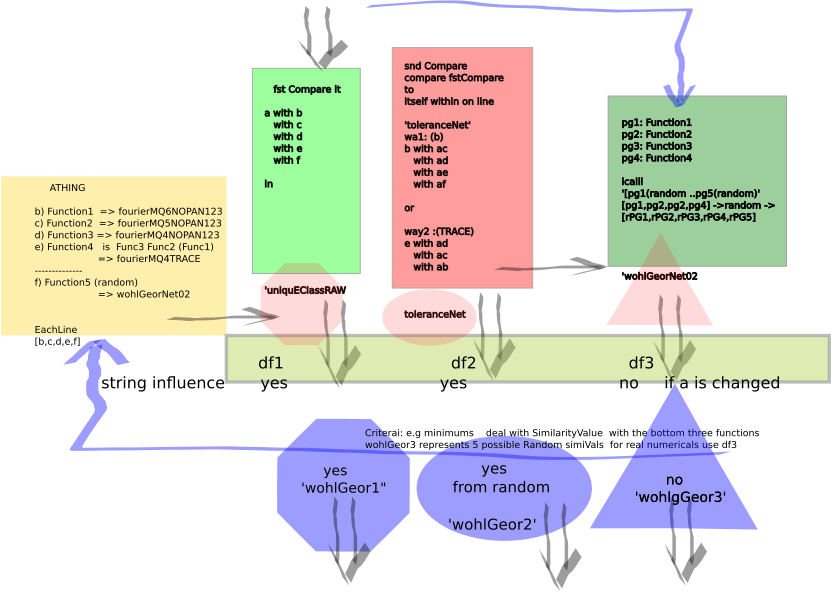 ATHING
b) Function1 => fourierMQ6NOPAN123
c) Function2 => fourierMQ5NOPAN123
d) Function3 => fourierMQ4NOPAN123
e) Function4 is Func3 Func2 (Func1)
=> fourierMQ4TRACE
--------------
f) Function5 (random)
=> wohlGeorNet02
EachLine
[b,c,d,e,f]
fst Compare it
a with b
with c
with d
with e
with f
in
'uniquEClassRAW
snd Compare
compare fstCompare
to
itself within on line
'toleranceNet'
wa1: (b)
b with ac
with ad
with ae
with af
or
way2 :(TRACE)
e with ad
with ac
with ab
toleranceNet
pg1: Function1
pg2: Function2
pg3: Function3
pg4: Function4
lcalll
'[pg1(random ..pg5(random)'
[pg1,pg2,pg2,pg4] ->random ->
[rPG1,rPG2,rPG3,rPG4,rPG5]
'wohlGeorNet02
df1
df2
df3
string influence
yes
yes
no if a is changed
Criterai: e.g minimums deal with SimilarityValue with the bottom three functions
wohlGeor3 represents 5 possible Random simiVals for real numericals use df3
yes
'wohlGeor1"
yes
from random
'wohlGeor2'
no
'wohlgGeor3'